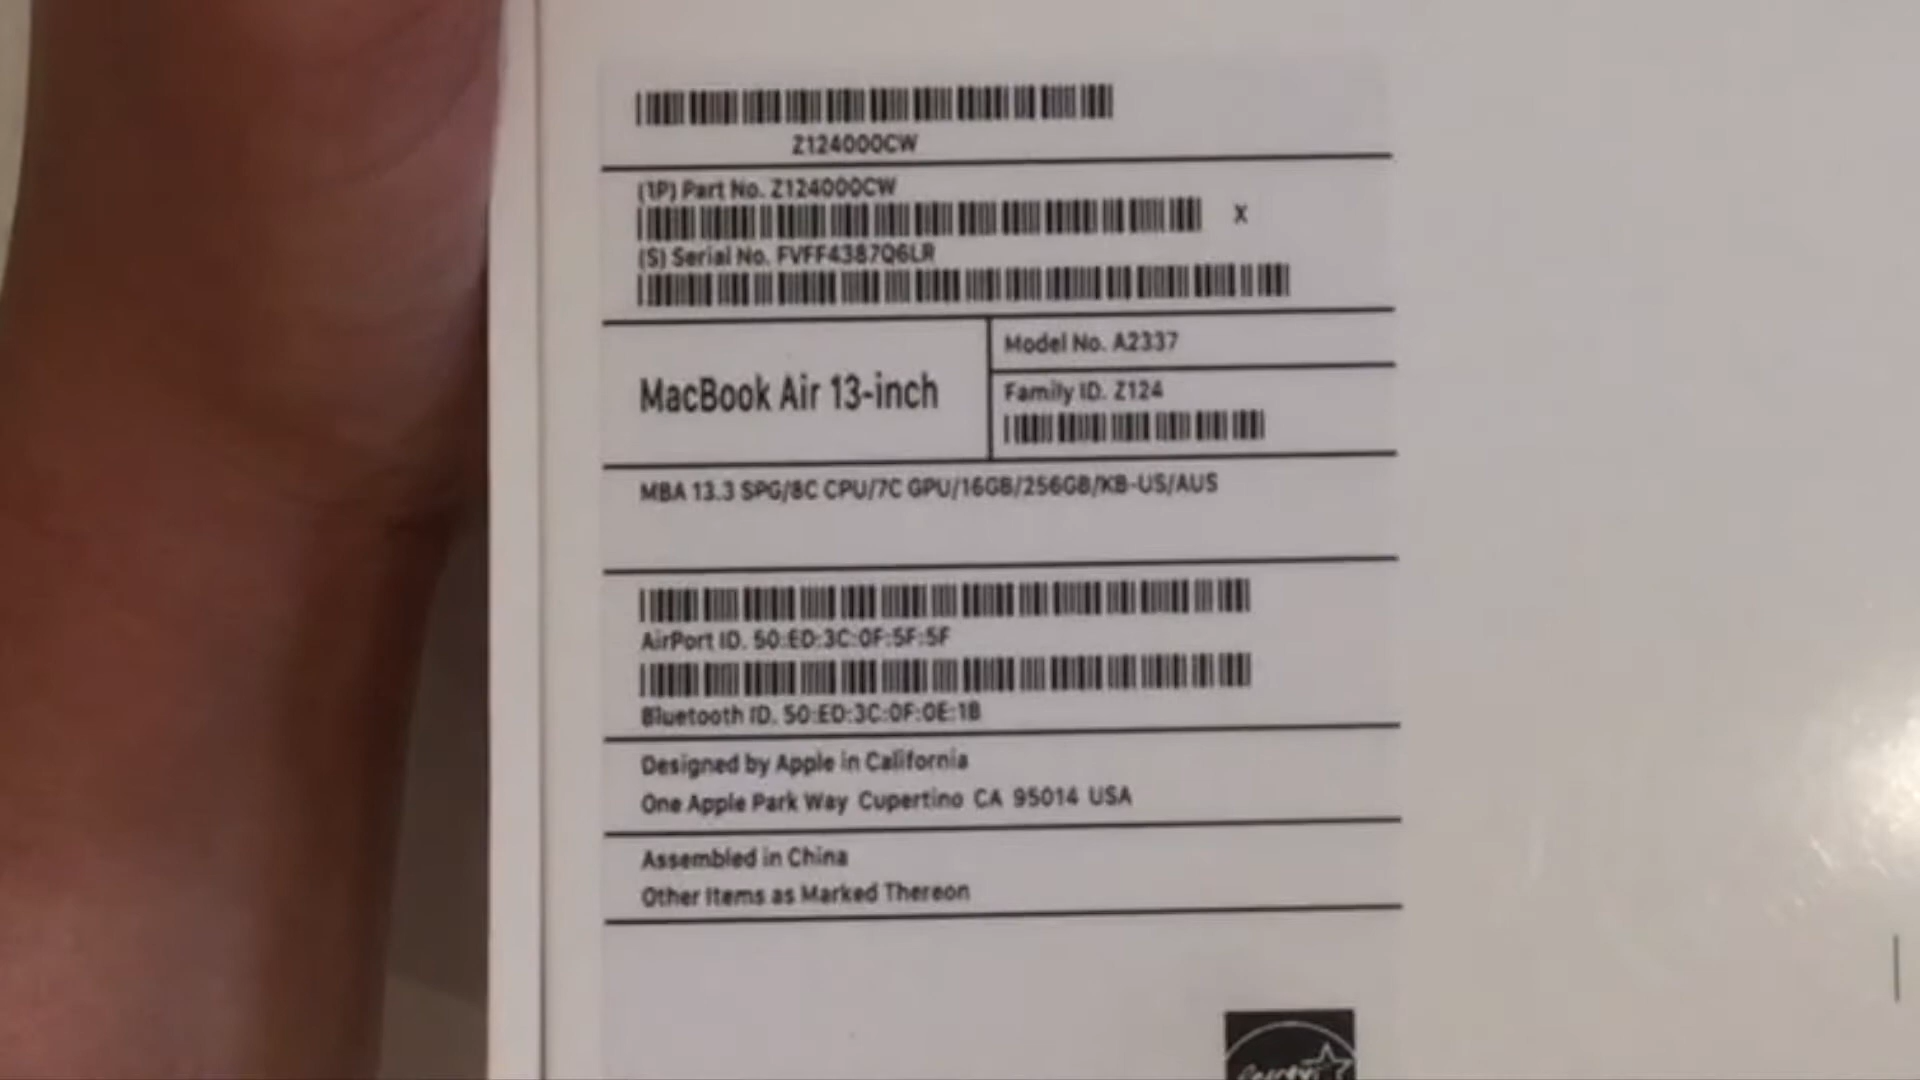 Z124000CW
(1P) Part No. Z124000CW
X
(S) Serial No. FVFF4387Q6LR
MacBook Air 13-inch
Model No. A2337
Family ID. Z124
MBA 13.3 SPG/8C CPU/7C GPU/16GB/256GB/KB-US/AUS
AirPort ID. 50:ED:3C:0F:5F:5F
Bluetooth ID. 50:ED:3C:0F:0E:1B
Designed by Apple in California
One Apple Park Way Cupertino CA 95014 USA
Assembled in China
Other Items as Marked Thereon